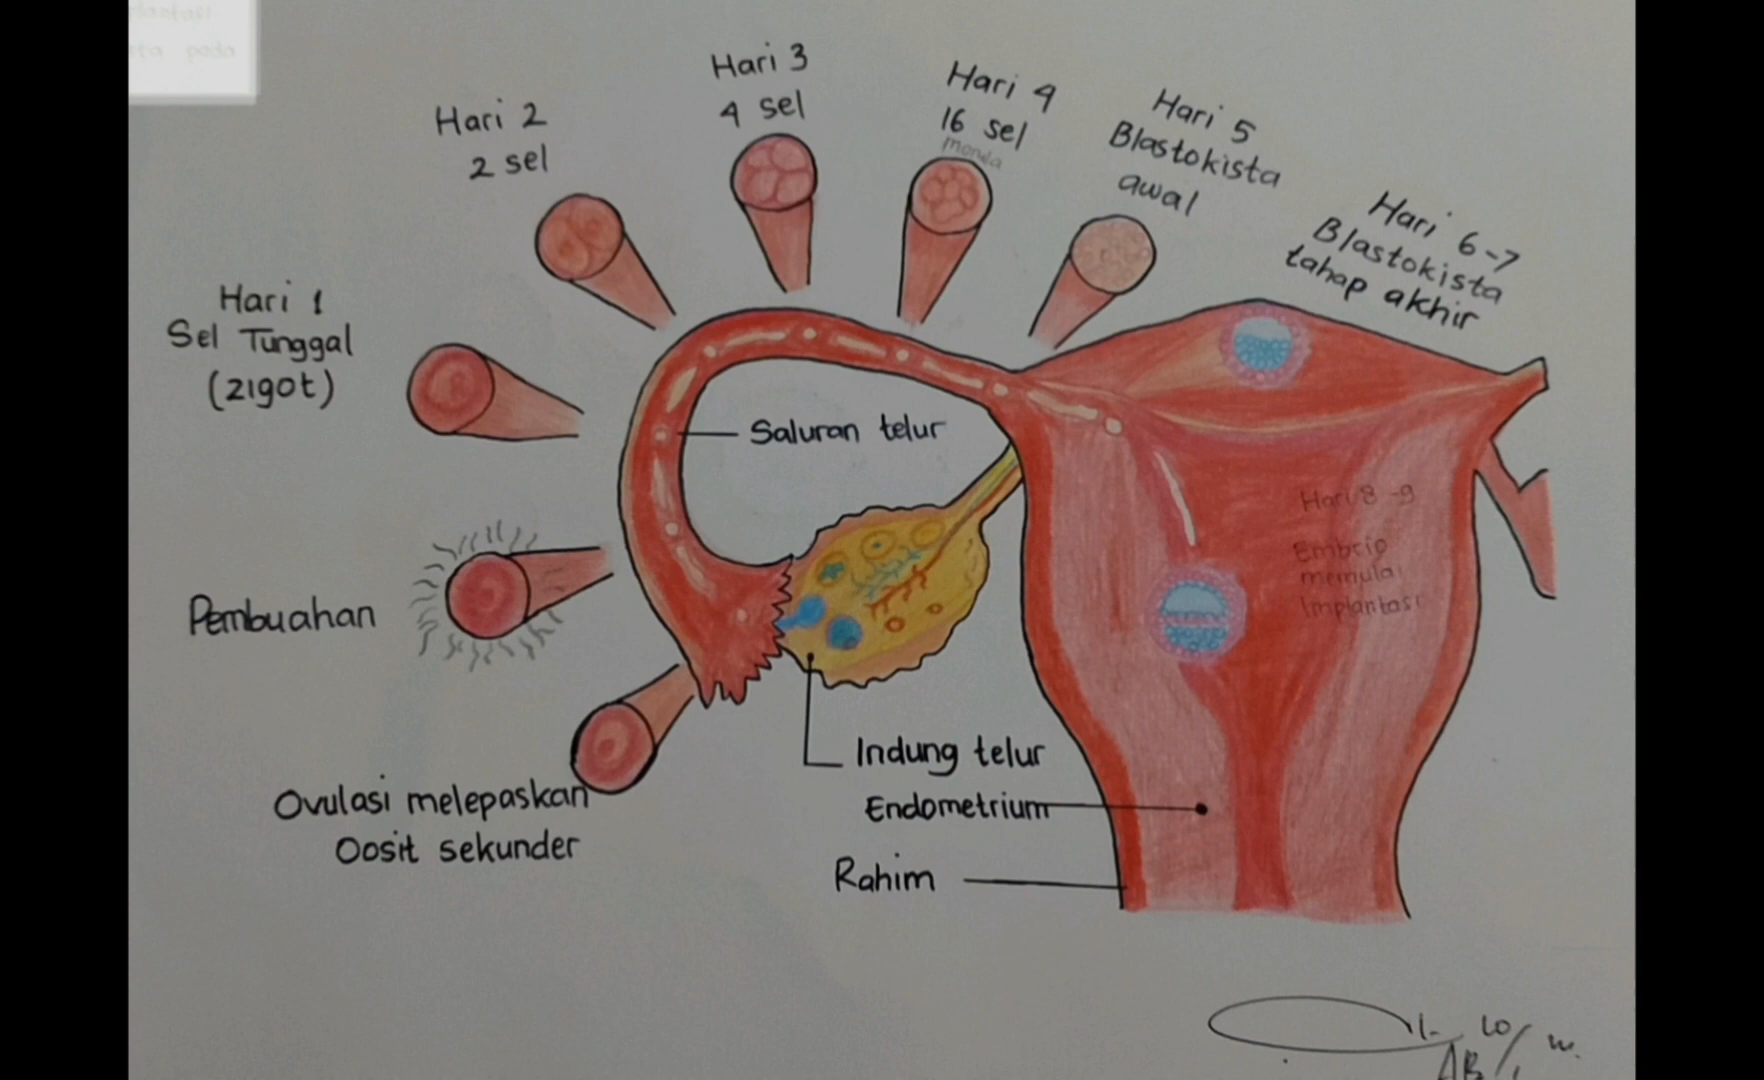 ta pada
Hari 3
4 sel
Hari 4
16 sel
Hari 5
Blastokista
awal
Hari 2
2 sel
Hari 6-7
Blastokista
tahap akhir
Hari 1
Sel Tunggal
(zigot)
Saluran telur
Hari 8-9
Embrio
memulai
Implantasi
Pembuahan
Indung telur
Ovulasi melepaskan
Oosit sekunder
Endometrium
Rahim